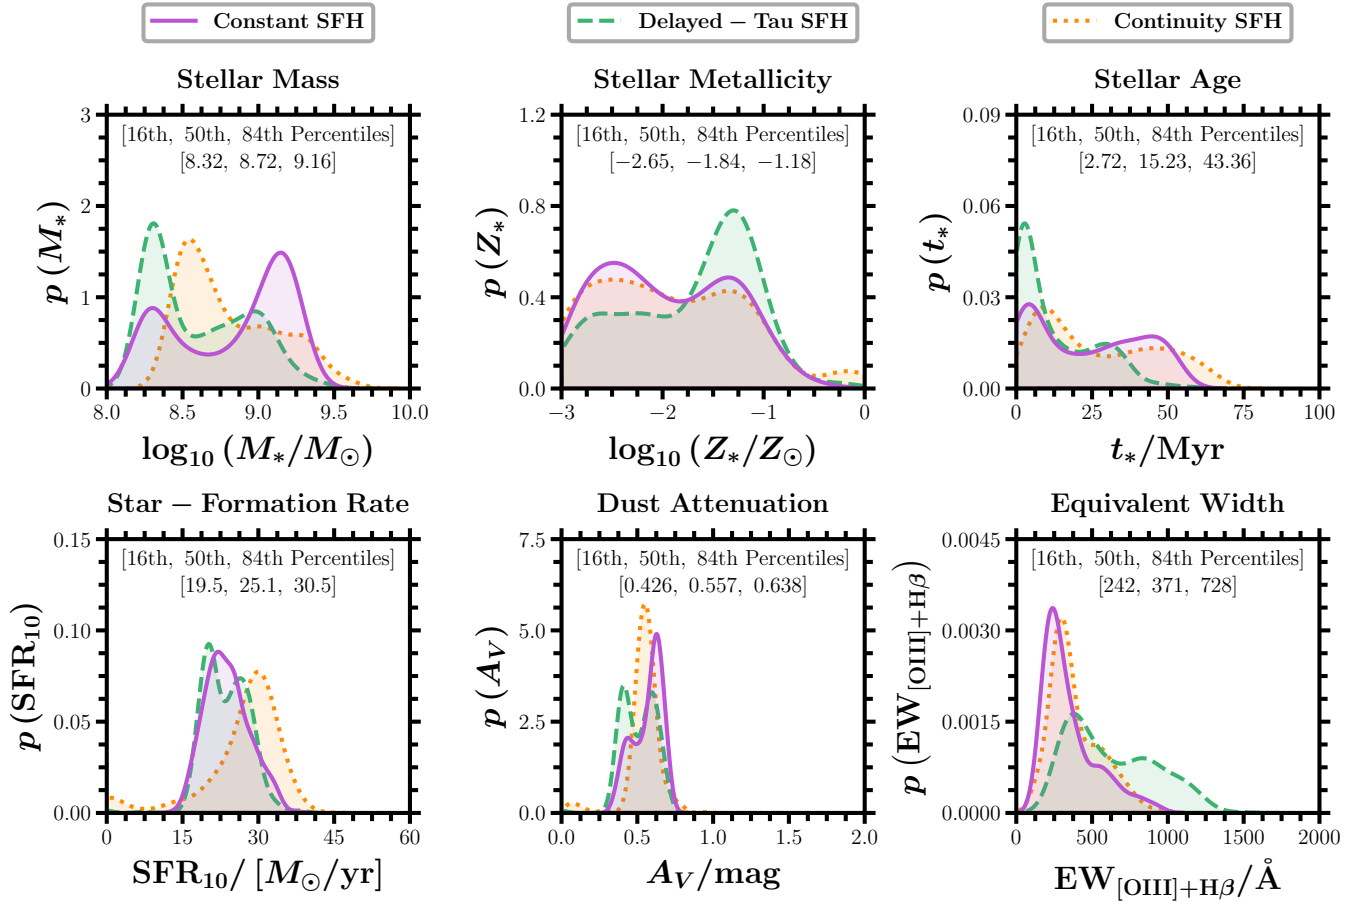 Constant SFH
Delayed − Tau SFH
Continuity SFH
Stellar Mass
Stellar Metallicity
Stellar Age
[16th, 50th, 84th Percentiles]
[8.32, 8.72, 9.16]
[16th, 50th, 84th Percentiles]
[−2.65, −1.84, −1.18]
[16th, 50th, 84th Percentiles]
[2.72, 15.23, 43.36]
p (M*)
3
2
1
0
8.0 8.5 9.0 9.5 10.0
log10 (M*/M⊙)
p (Z*)
1.2
0.8
0.4
0.0
−3 −2 −1 0
log10 (Z*/Z⊙)
p (t*)
0.09
0.06
0.03
0.00
0 25 50 75 100
t*/Myr
Star − Formation Rate
Dust Attenuation
Equivalent Width
[16th, 50th, 84th Percentiles]
[19.5, 25.1, 30.5]
[16th, 50th, 84th Percentiles]
[0.426, 0.557, 0.638]
[16th, 50th, 84th Percentiles]
[242, 371, 728]
p (SFR10)
0.15
0.10
0.05
0.00
0 15 30 45 60
SFR10/ [M⊙/yr]
p (AV)
7.5
5.0
2.5
0.0
0.0 0.5 1.0 1.5 2.0
AV/mag
p (EW[OIII]+Hβ)
0.0045
0.0030
0.0015
0.0000
0 500 1000 1500 2000
EW[OIII]+Hβ/Å